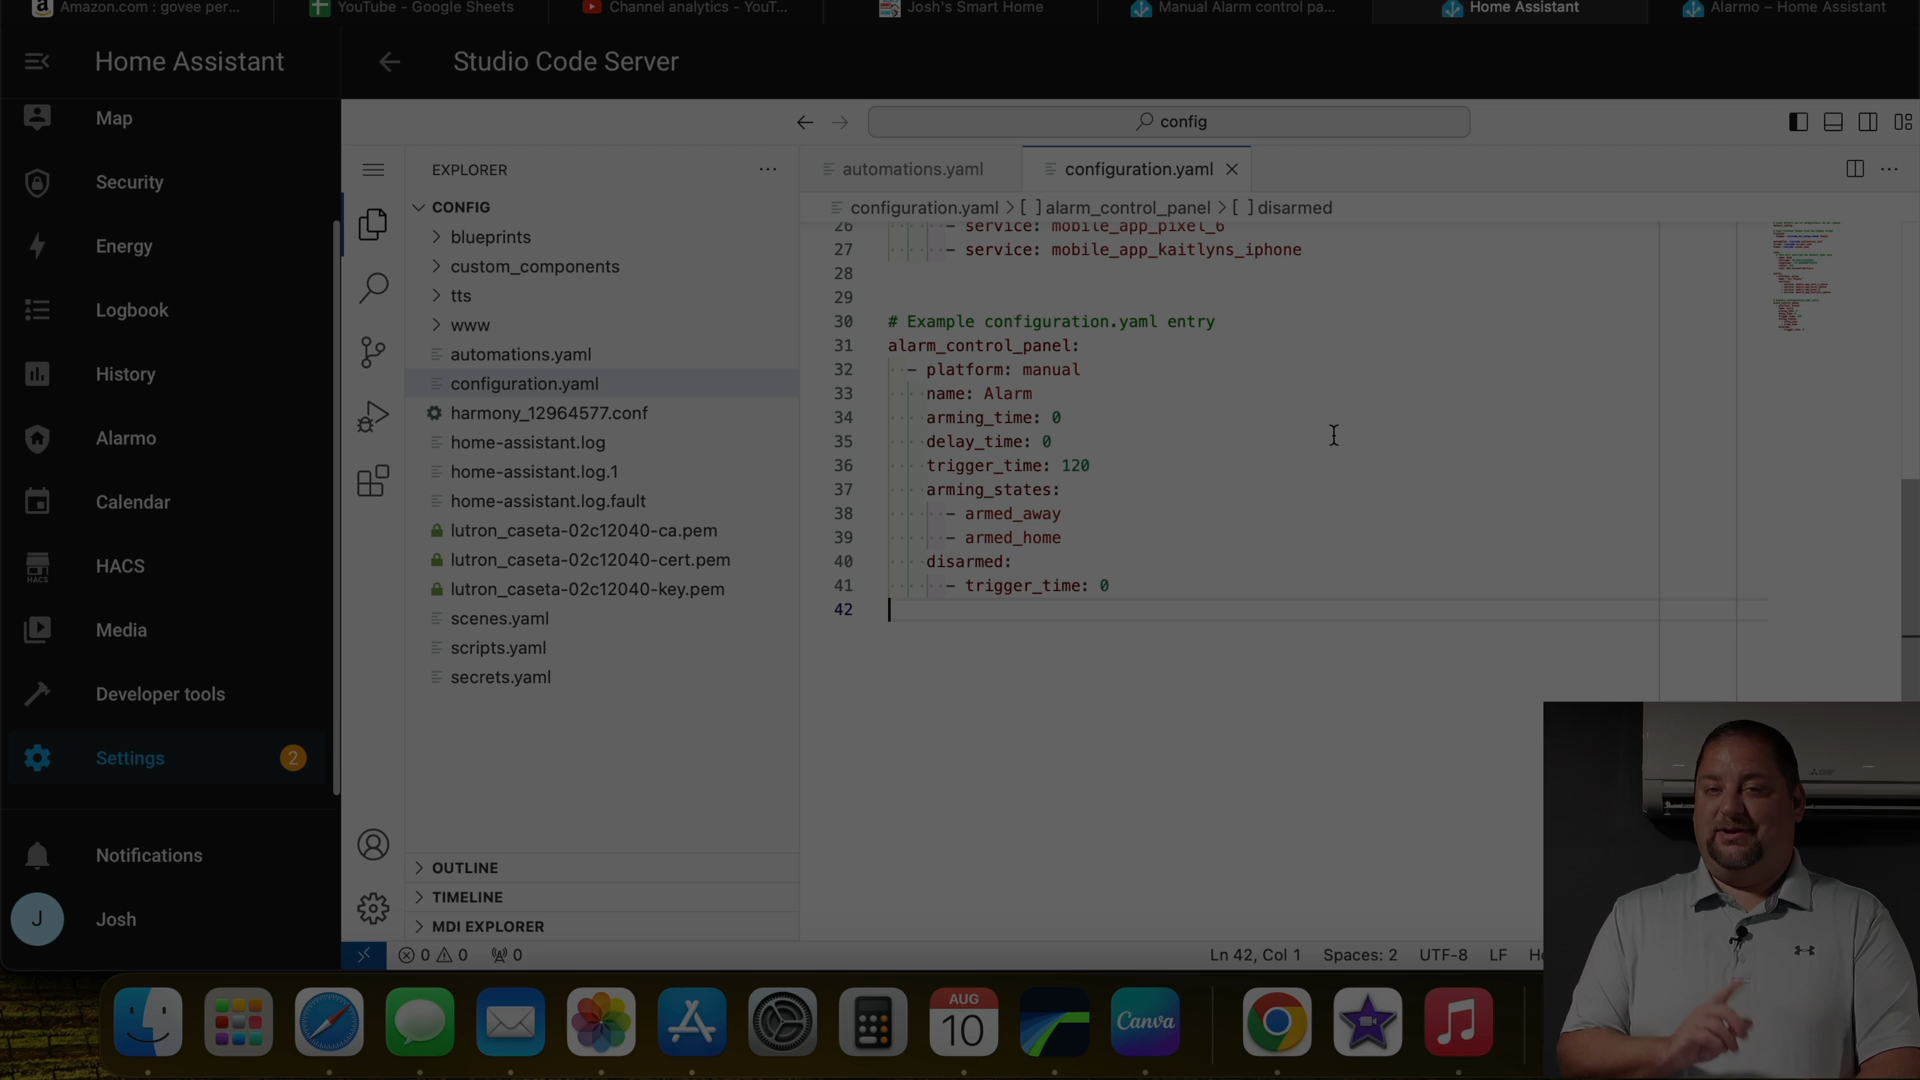 Amazon.com : govee per...
YouTube - Google Sheets
Channel analytics - YouT...
Josh's Smart Home
Manual Alarm control pa...
Home Assistant
Alarmo – Home Assistant
Home Assistant
Studio Code Server
Map
Security
Energy
Logbook
History
Alarmo
Calendar
HACS
HACS
Media
Developer tools
Settings
2
Notifications
J
Josh
config
EXPLORER
CONFIG
blueprints
custom_components
tts
www
automations.yaml
configuration.yaml
harmony_12964577.conf
home-assistant.log
home-assistant.log.1
home-assistant.log.fault
lutron_caseta-02c12040-ca.pem
lutron_caseta-02c12040-cert.pem
lutron_caseta-02c12040-key.pem
scenes.yaml
scripts.yaml
secrets.yaml
OUTLINE
TIMELINE
MDI EXPLORER
automations.yaml
configuration.yaml
configuration.yaml > [ ] alarm_control_panel > [ ] disarmed
26 - service: mobile_app_pixel_6
27 - service: mobile_app_kaitlyns_iphone
28
29
30 # Example configuration.yaml entry
31 alarm_control_panel:
32 - platform: manual
33 name: Alarm
34 arming_time: 0
35 delay_time: 0
36 trigger_time: 120
37 arming_states:
38 - armed_away
39 - armed_home
40 disarmed:
41 - trigger_time: 0
42
0 0 0
Ln 42, Col 1 Spaces: 2 UTF-8 LF
AUG
10
Canva